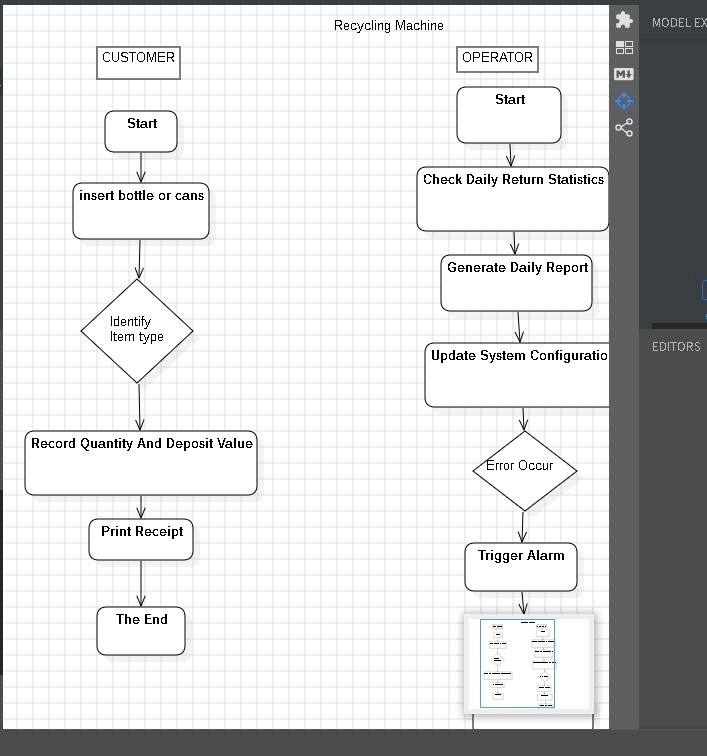 Recycling Machine
MODEL EX
CUSTOMER
OPERATOR
Start
Start
insert bottle or cans
Check Daily Return Statistics
Generate Daily Report
Identify
Item type
Update System Configuratio
EDITORS
Record Quantity And Deposit Value
Error Occur
Print Receipt
Trigger Alarm
The End
M